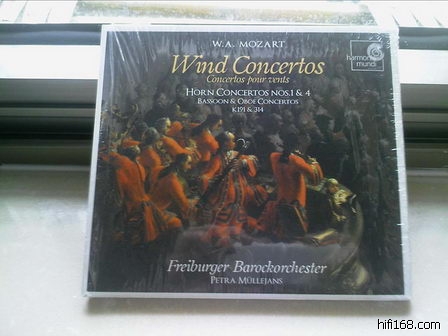 W.A. MOZART
harmonia
mundi
Wind Concertos
Concertos pour vents
HORN CONCERTOS NOS.1 & 4
BASSOON & OBOE CONCERTOS
K191 & 314
Freiburger Barockorchester
PETRA MÜLLEJANS
hifi168.com